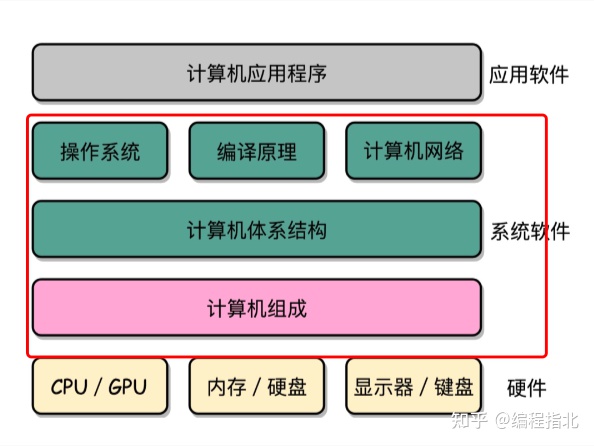 计算机应用程序 应用软件
操作系统 编译原理 计算机网络
计算机体系结构 系统软件
计算机组成
CPU / GPU 内存 / 硬盘 显示器 / 键盘 硬件
知乎 @编程指北